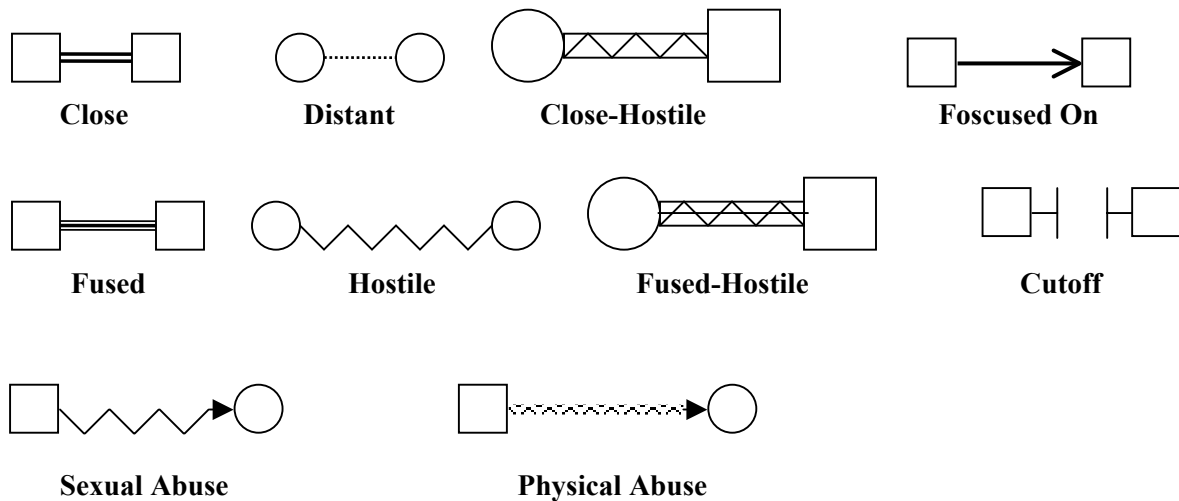 Close Distant Close-Hostile Foscused On
Fused Hostile Fused-Hostile Cutoff
Sexual Abuse Physical Abuse